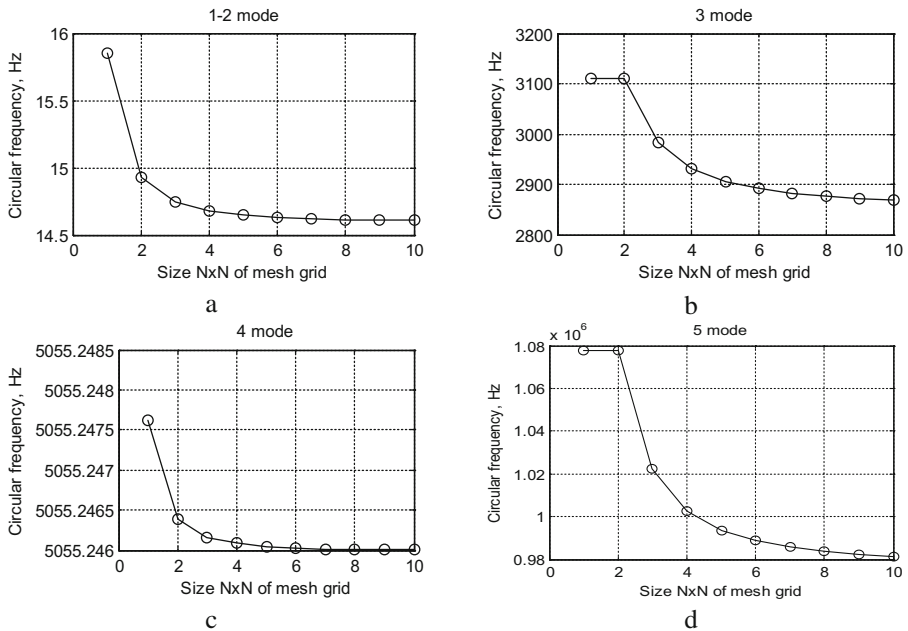 1-2 mode
Circular frequency, Hz
16
15.5
15
14.5
0 2 4 6 8 10
Size NxN of mesh grid
a
3 mode
Circular frequency, Hz
3200
3100
3000
2900
2800
0 2 4 6 8 10
Size NxN of mesh grid
b
4 mode
Circular frequency, Hz
5055.2485
5055.248
5055.2475
5055.247
5055.2465
5055.246
0 2 4 6 8 10
Size NxN of mesh grid
c
x 10^6
5 mode
Circular frequency, Hz
1.08
1.06
1.04
1.02
1
0.98
0 2 4 6 8 10
Size NxN of mesh grid
d